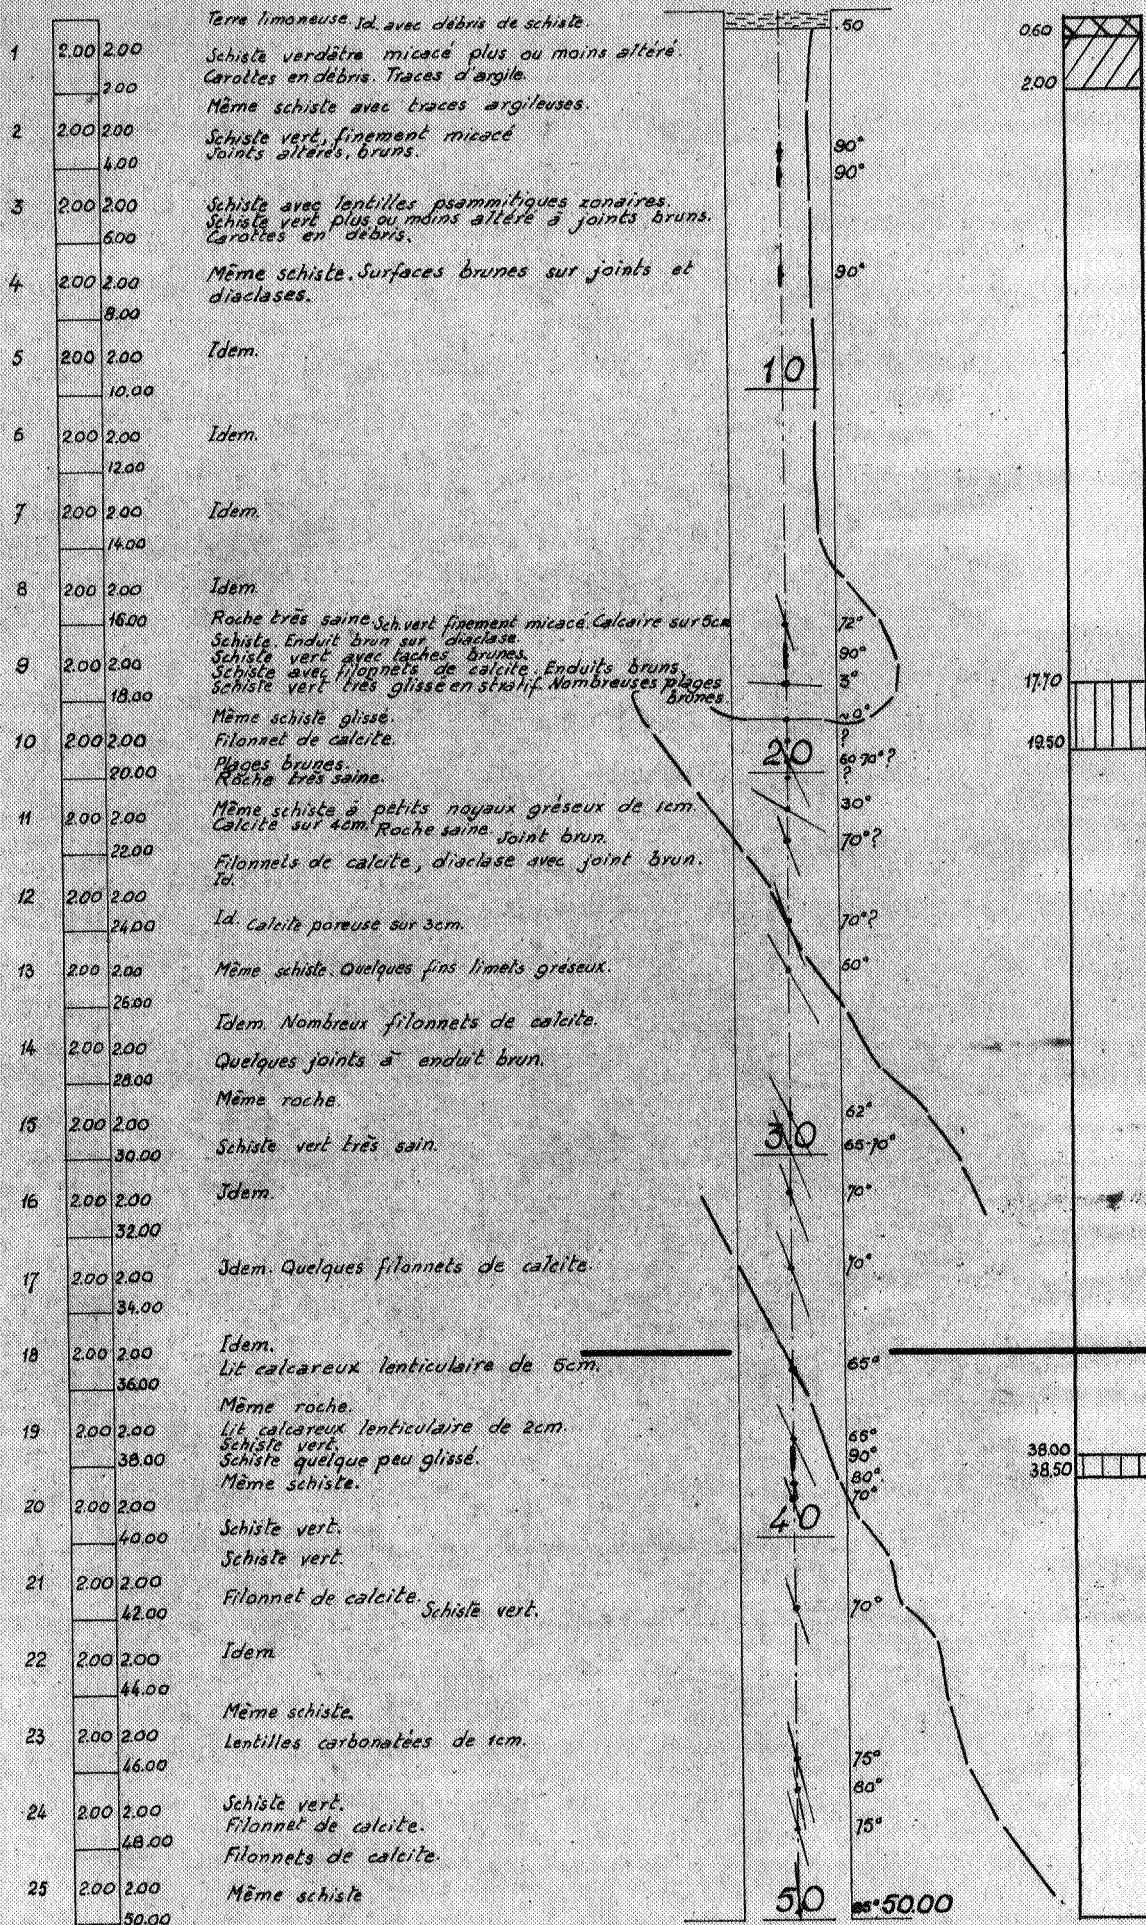 Terre limoneuse. Id. avec débris de schiste. .50 0.60
1 2.00 2.00 Schiste verdâtre micacé plus ou moins altéré.
Carottes en débris. Traces d'argile.
2.00 2.00
Même schiste avec traces argileuses.
2 2.00 2.00 Schiste vert, finement micacé
Joints altérés, bruns. 90°
4.00 90°
3 2.00 2.00 Schiste avec lentilles psammitiques zonaires.
Schiste vert plus ou moins altéré à joints bruns.
6.00 Carottes en débris.
4 2.00 2.00 Même schiste. Surfaces brunes sur joints et 90°
diaclases.
8.00
5 2.00 2.00 Idem.
10.00 10
6 2.00 2.00 Idem.
12.00
7 2.00 2.00 Idem.
14.00
8 2.00 2.00 Idem.
16.00 Roche très saine. Sch. vert finement micacé. Calcaire sur 5cm 72°
Schiste. Enduit brun sur diaclase.
Schiste vert avec taches brunes. 90°
9 2.00 2.00 Schiste avec filonnets de calcite. Enduits bruns.
Schiste vert très glissé en stratif. Nombreuses plages 3° 17.70
18.00 brunes.
Même schiste glissé. ~0°
10 2.00 2.00 Filonnet de calcite. ? 19.50
Plages brunes. 20 60-70°?
20.00 Roche très saine. ?
Même schiste à petits noyaux gréseux de 1cm. 30°
11 2.00 2.00 Calcite sur 4cm. Roche saine. Joint brun. 70°?
22.00
Filonnets de calcite, diaclase avec joint brun.
Id.
12 2.00 2.00
24.00 Id. Calcite poreuse sur 3cm. 70°?
13 2.00 2.00 Même schiste. Quelques fins limets gréseux. 60°
26.00
Idem. Nombreux filonnets de calcite.
14 2.00 2.00
Quelques joints à enduit brun.
28.00
Même roche. 62°
15 2.00 2.00 30
Schiste vert très sain. 65-70°
30.00
16 2.00 2.00 Idem. 70°
32.00
17 2.00 2.00 Idem. Quelques filonnets de calcite. 70°
34.00
Idem.
18 2.00 2.00 Lit calcareux lenticulaire de 5cm. 65°
36.00
Même roche.
19 2.00 2.00 Lit calcareux lenticulaire de 2cm. 65°
Schiste vert. 90° 38.00
38.00 Schiste quelque peu glissé. 80° 38.50
Même schiste. 70°
20 2.00 2.00
Schiste vert. 40
40.00
Schiste vert.
21 2.00 2.00
Filonnet de calcite. Schiste vert. 70°
42.00
22 2.00 2.00 Idem
44.00
Même schiste.
23 2.00 2.00 Lentilles carbonatées de 1cm.
46.00 75°
80°
Schiste vert.
24 2.00 2.00 Filonnet de calcite. 75°
48.00
Filonnets de calcite.
25 2.00 2.00 Même schiste 50 50.00
50.00